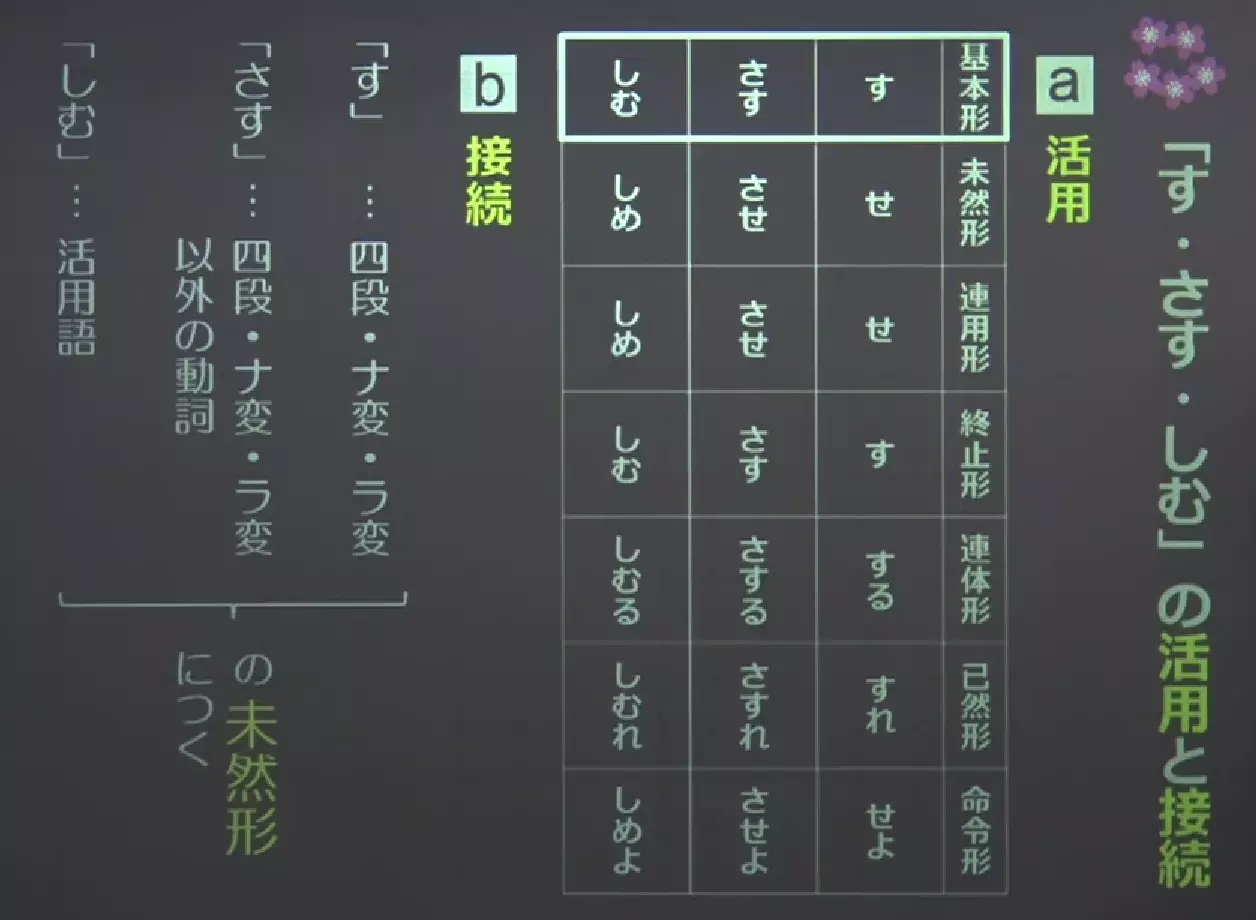 「す・さす・しむ」の活用と接続
a 活用
基本形 未然形 連用形 終止形 連体形 已然形 命令形
す せ せ す する すれ せよ
さす させ させ さす さする さすれ させよ
しむ しめ しめ しむ しむる しむれ しめよ
b 接続
「す」 … 四段・ナ変・ラ変
「さす」… 四段・ナ変・ラ変
以外の動詞
「しむ」… 活用語
の未然形
につく